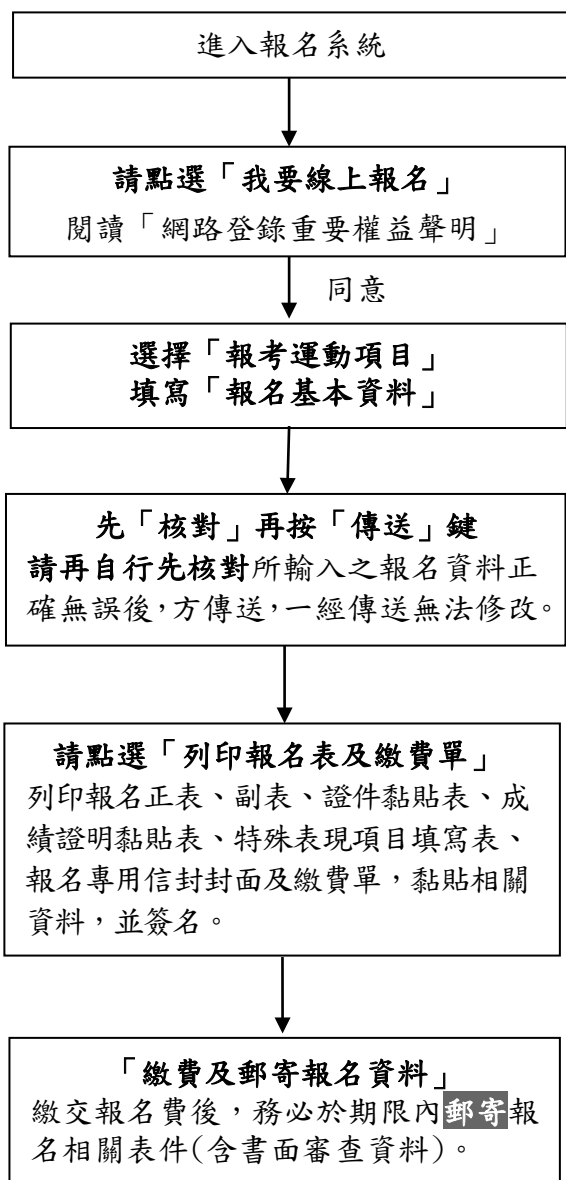 進入報名系統
請點選「我要線上報名」
閱讀「網路登錄重要權益聲明」
同意
選擇「報考運動項目」
填寫「報名基本資料」
先「核對」再按「傳送」鍵
請再自行先核對所輸入之報名資料正
確無誤後,方傳送,一經傳送無法修改。
請點選「列印報名表及繳費單」
列印報名正表、副表、證件黏貼表、成
績證明黏貼表、特殊表現項目填寫表、
報名專用信封封面及繳費單,黏貼相關
資料,並簽名。
「繳費及郵寄報名資料」
繳交報名費後,務必於期限內郵寄報
名相關表件(含書面審查資料)。